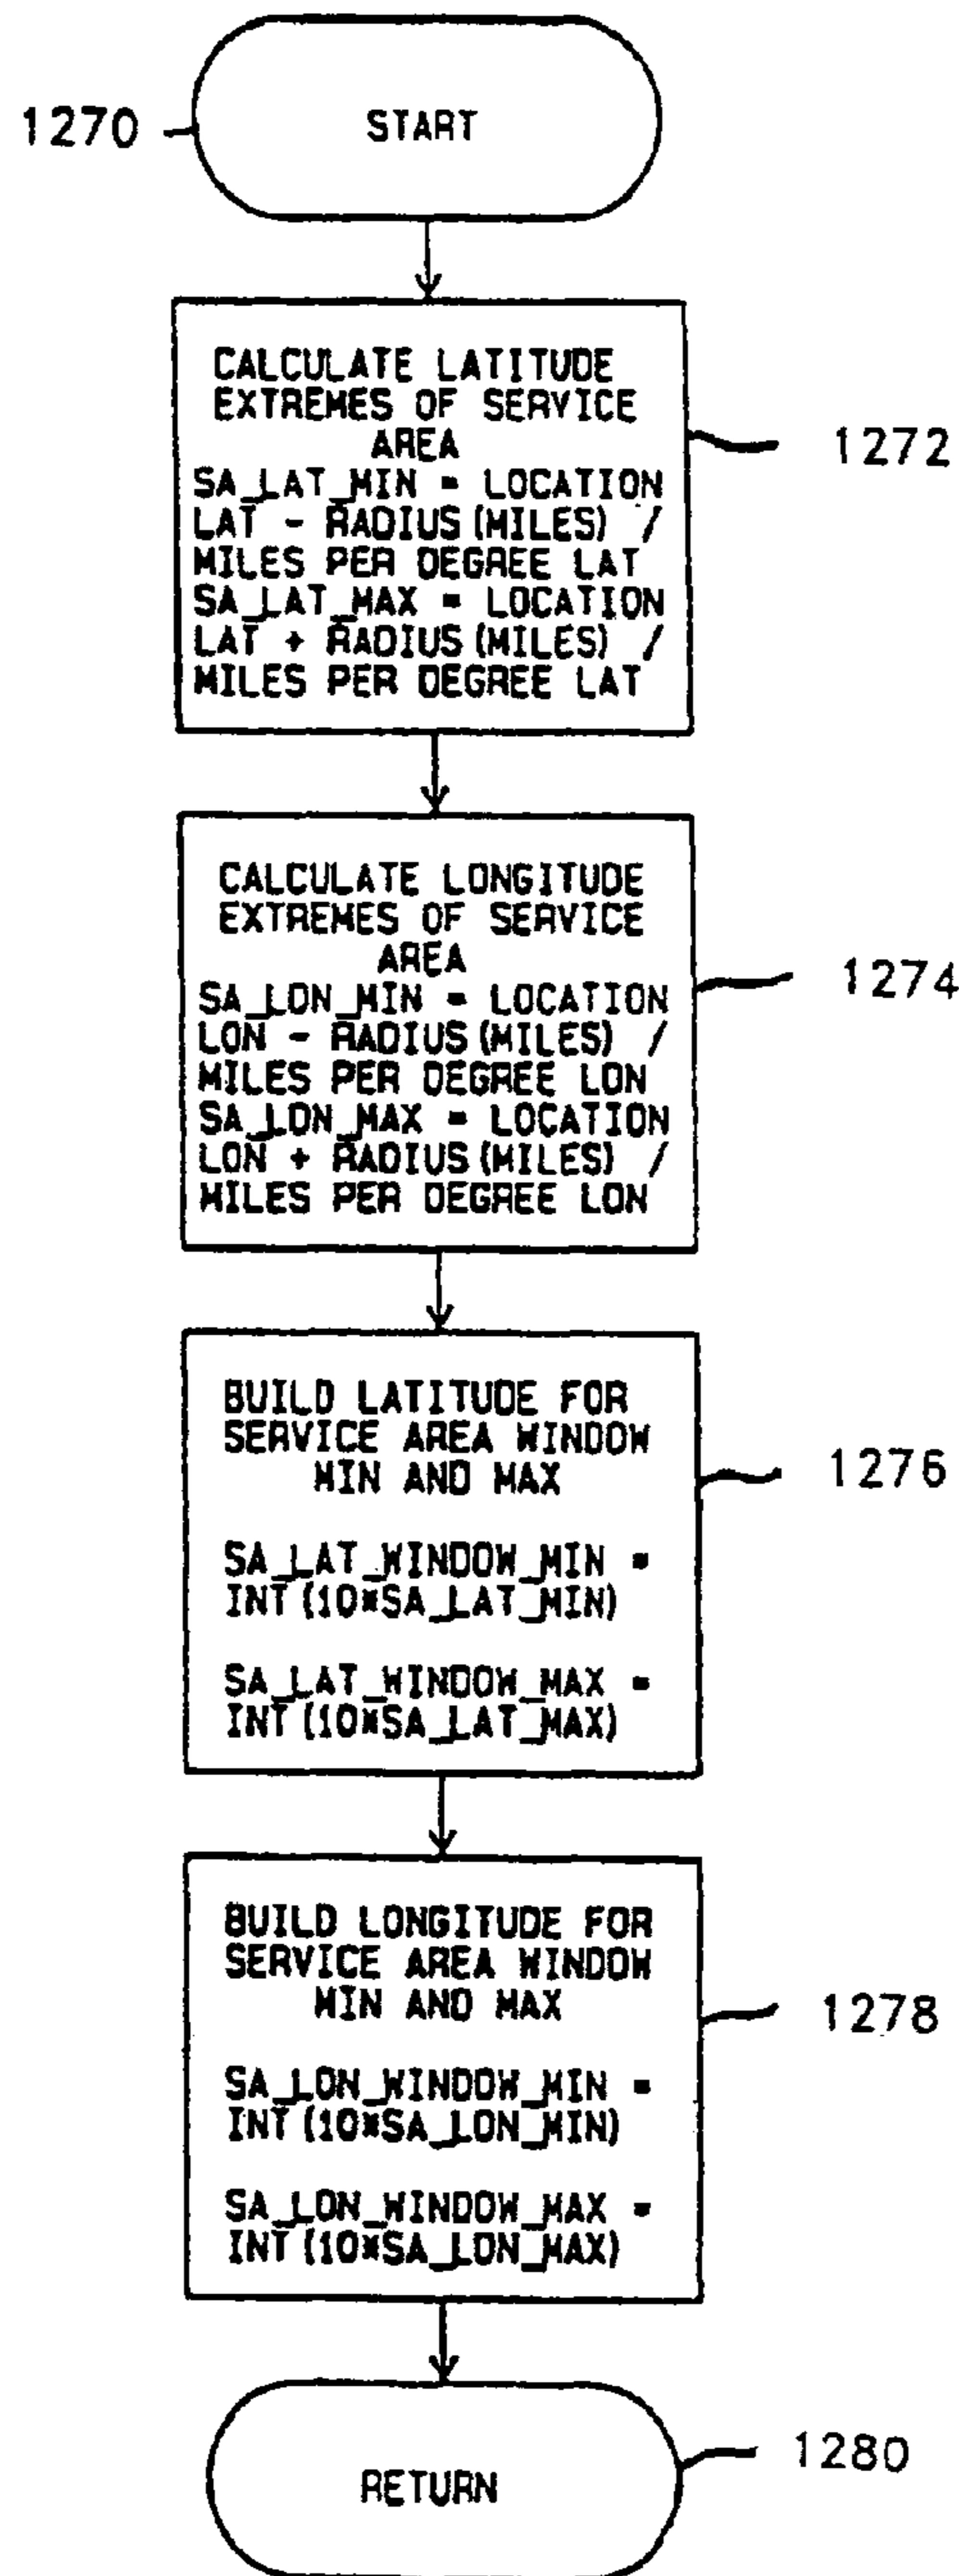 START
1270
CALCULATE LATITUDE
EXTREMES OF SERVICE
AREA
SA_LAT_MIN = LOCATION
LAT - RADIUS (MILES) /
MILES PER DEGREE LAT
SA_LAT_MAX = LOCATION
LAT + RADIUS (MILES) /
MILES PER DEGREE LAT
1272
CALCULATE LONGITUDE
EXTREMES OF SERVICE
AREA
SA_LON_MIN = LOCATION
LON - RADIUS (MILES) /
MILES PER DEGREE LON
SA_LON_MAX = LOCATION
LON + RADIUS (MILES) /
MILES PER DEGREE LON
1274
BUILD LATITUDE FOR
SERVICE AREA WINDOW
MIN AND MAX
SA_LAT_WINDOW_MIN =
INT (10*SA_LAT_MIN)
SA_LAT_WINDOW_MAX =
INT (10*SA_LAT_MAX)
1276
BUILD LONGITUDE FOR
SERVICE AREA WINDOW
MIN AND MAX
SA_LON_WINDOW_MIN =
INT (10*SA_LON_MIN)
SA_LON_WINDOW_MAX =
INT (10*SA_LON_MAX)
1278
RETURN
1280